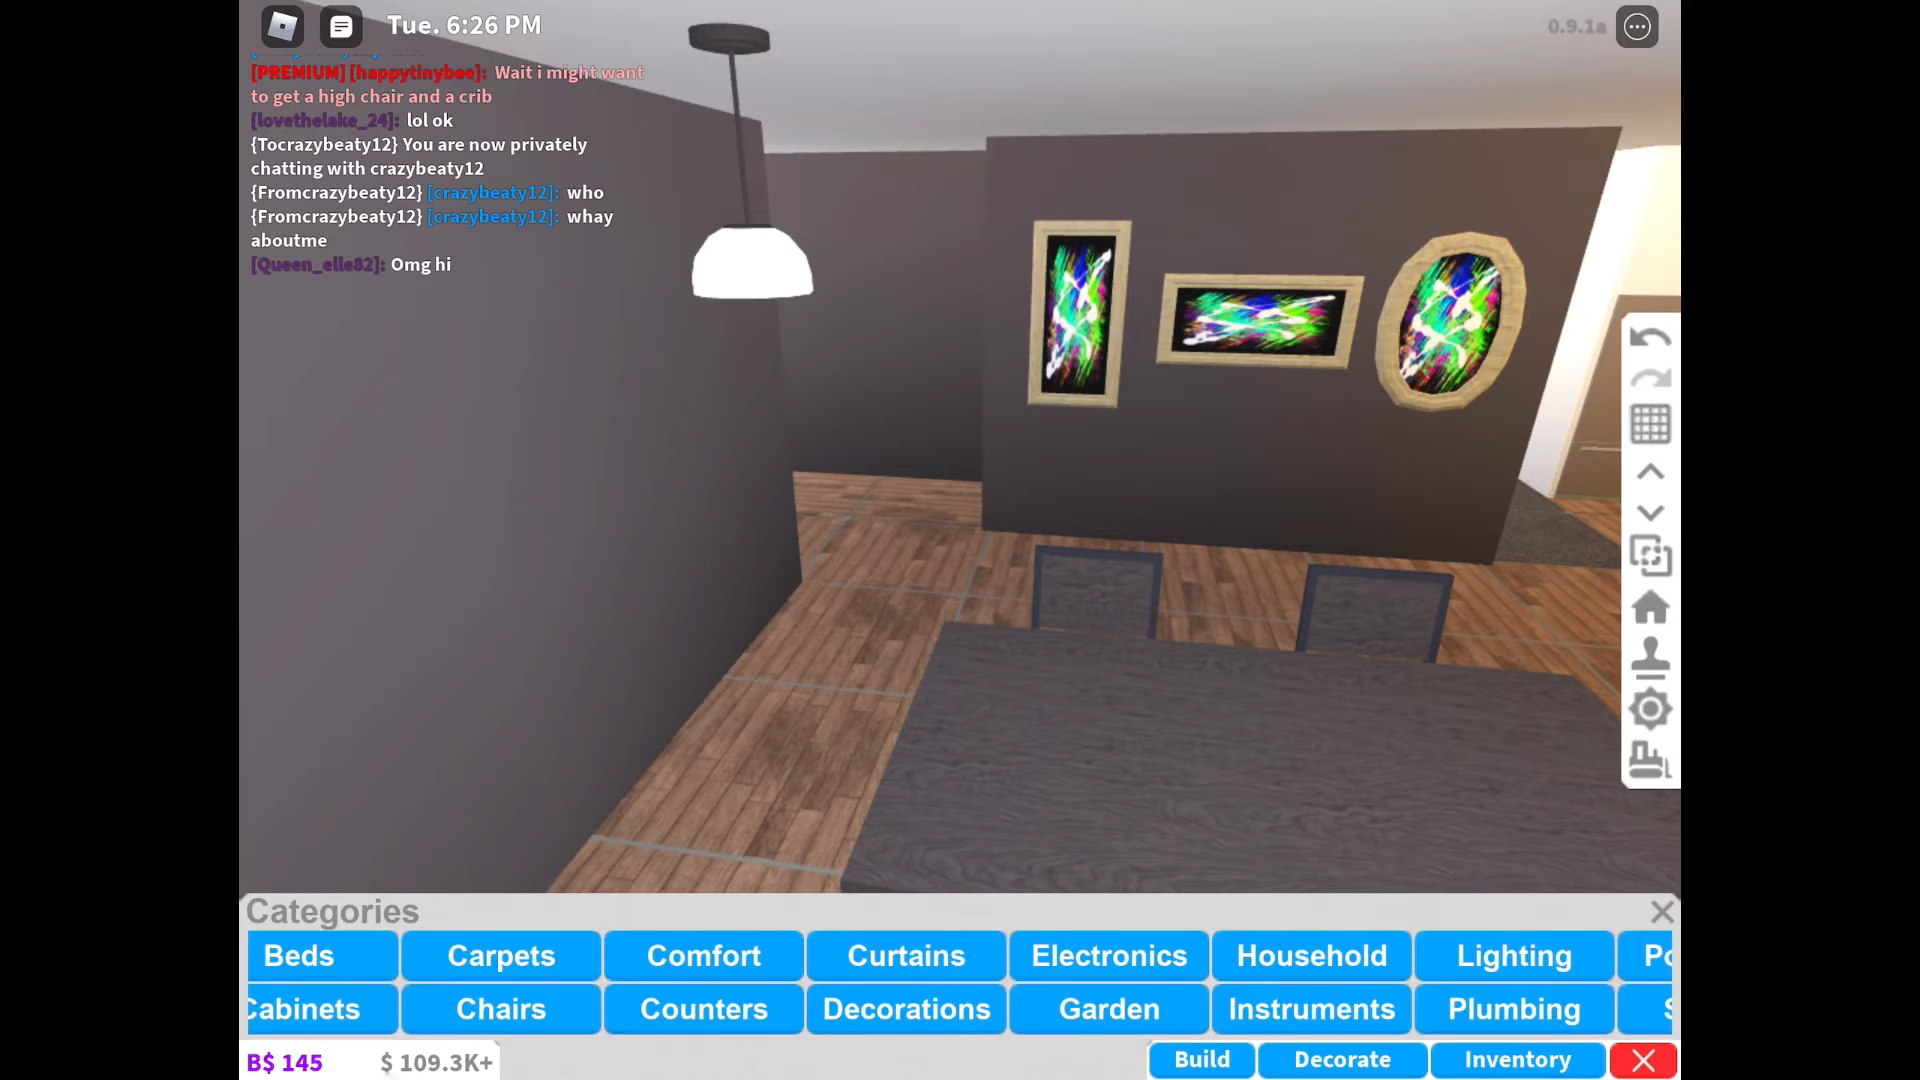 Tue. 6:26 PM
0.9.1a
[PREMIUM] [happytinybee]: Wait i might want
to get a high chair and a crib
[lovethelake_24]: lol ok
{Tocrazybeaty12} You are now privately
chatting with crazybeaty12
{Fromcrazybeaty12} [crazybeaty12]: who
{Fromcrazybeaty12} [crazybeaty12]: whay
aboutme
[Queen_elle82]: Omg hi
Categories
Beds Carpets Comfort Curtains Electronics Household Lighting
Cabinets Chairs Counters Decorations Garden Instruments Plumbing
B$ 145 $ 109.3K+ Build Decorate Inventory